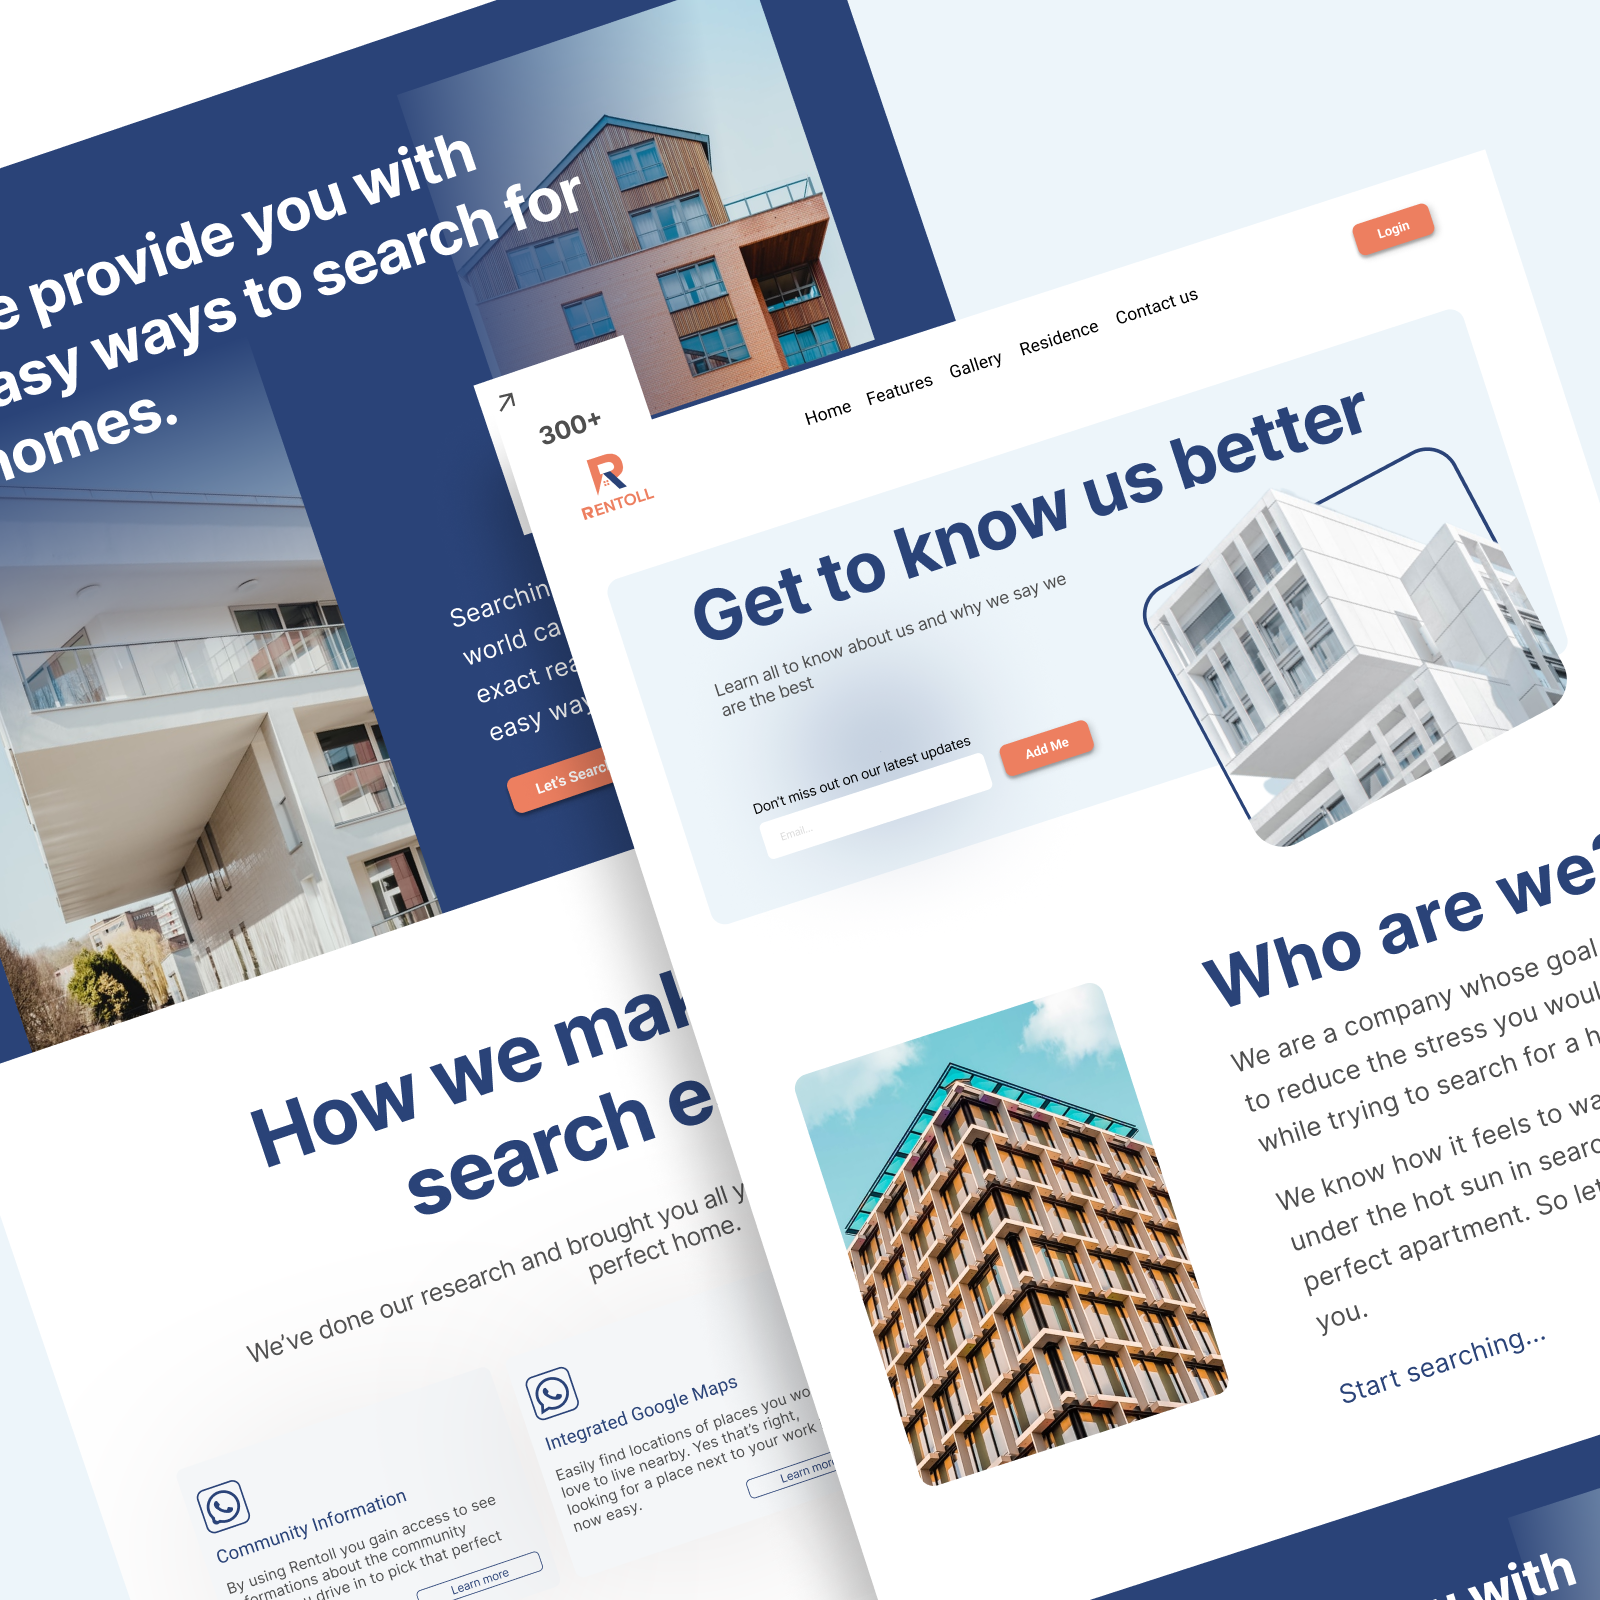 e provide you with
asy ways to search for
homes.
300+
Searchin
world ca
exact rea
easy way
Let's Searc
How we mak
search e
We've done our research and brought you all y
perfect home.
Community Information
By using Rentoll you gain access to see
formations about the community
drive in to pick that perfect
Learn more
Integrated Google Maps
Easily find locations of places you wo
love to live nearby. Yes that's right,
looking for a place next to your work
now easy.
Learn more
RENTOLL
Home Features Gallery Residence Contact us
Login
Get to know us better
Learn all to know about us and why we say we
are the best
Don't miss out on our latest updates
Email...
Add Me
Who are we?
We are a company whose goal
to reduce the stress you woul
while trying to search for a h
We know how it feels to wa
under the hot sun in searc
perfect apartment. So let
you.
Start searching...
with